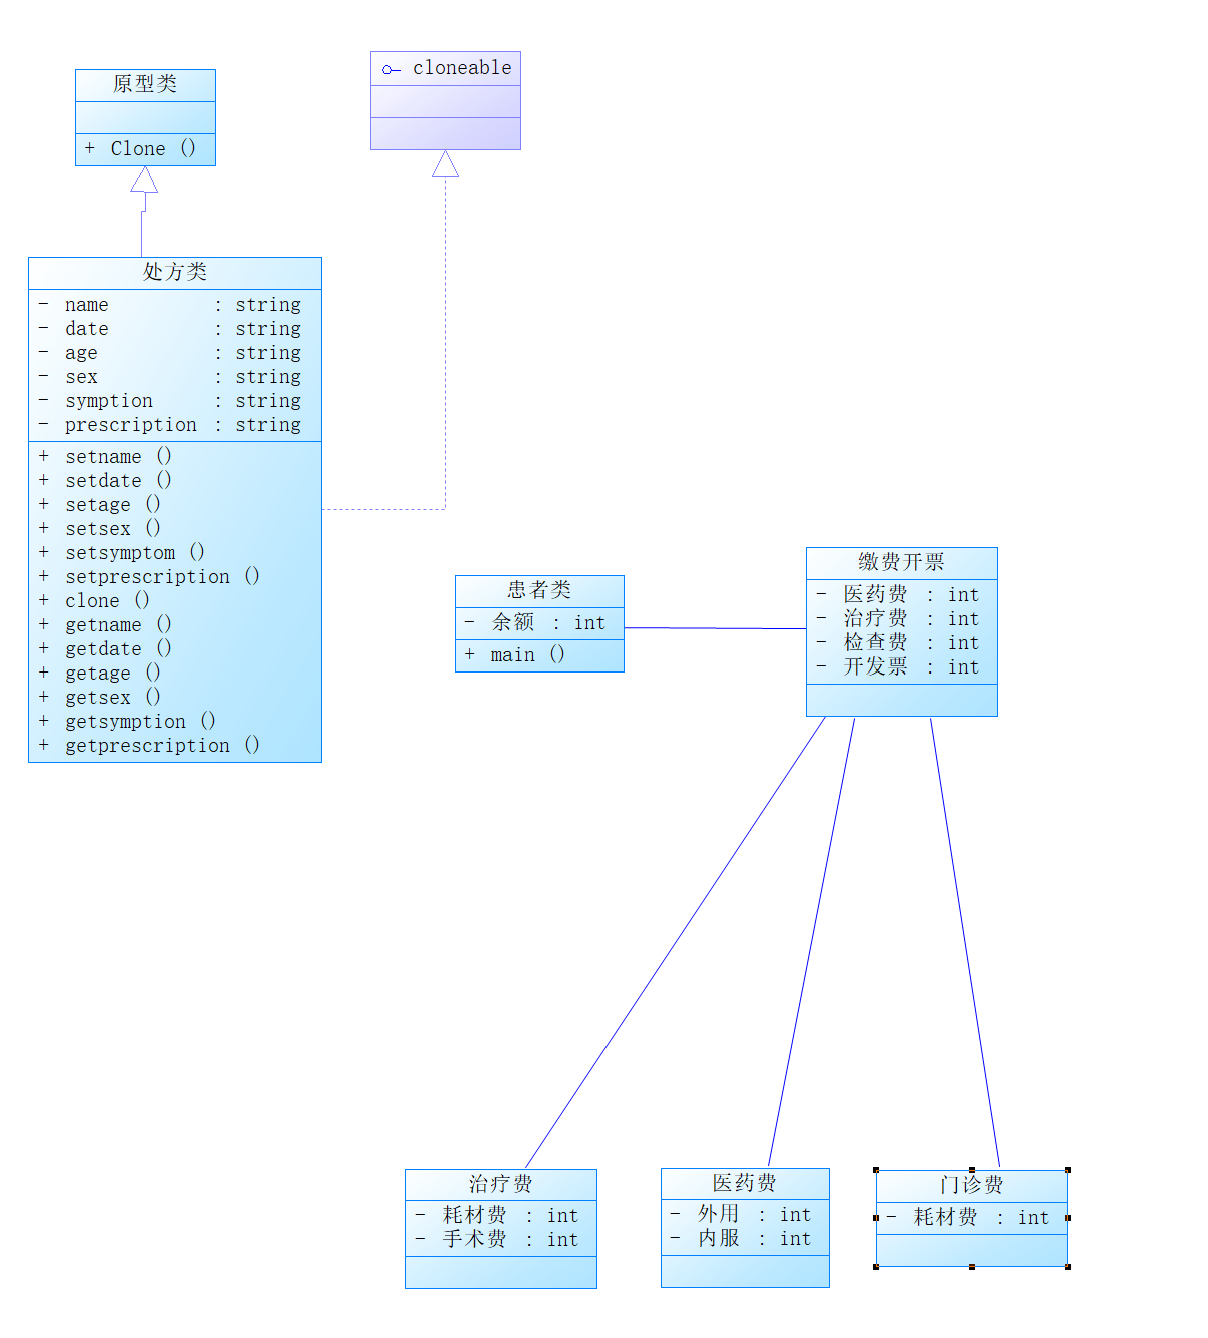 原型类
+ Clone ()
cloneable
处方类
- name : string
- date : string
- age : string
- sex : string
- symption : string
- prescription : string
+ setname ()
+ setdate ()
+ setage ()
+ setsex ()
+ setsymptom ()
+ setprescription ()
+ clone ()
+ getname ()
+ getdate ()
+ getage ()
+ getsex ()
+ getsymption ()
+ getprescription ()
患者类
- 余额 : int
+ main ()
缴费开票
- 医药费 : int
- 治疗费 : int
- 检查费 : int
- 开发票 : int
治疗费
- 耗材费 : int
- 手术费 : int
医药费
- 外用 : int
- 内服 : int
门诊费
- 耗材费 : int